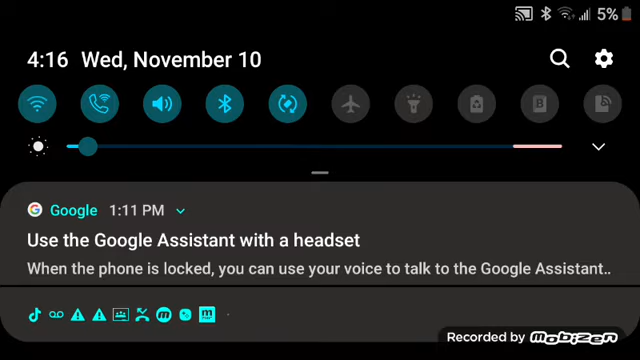 5%
4:16 Wed, November 10
Google 1:11 PM
Use the Google Assistant with a headset
When the phone is locked, you can use your voice to talk to the Google Assistant..
Recorded by Mobizen